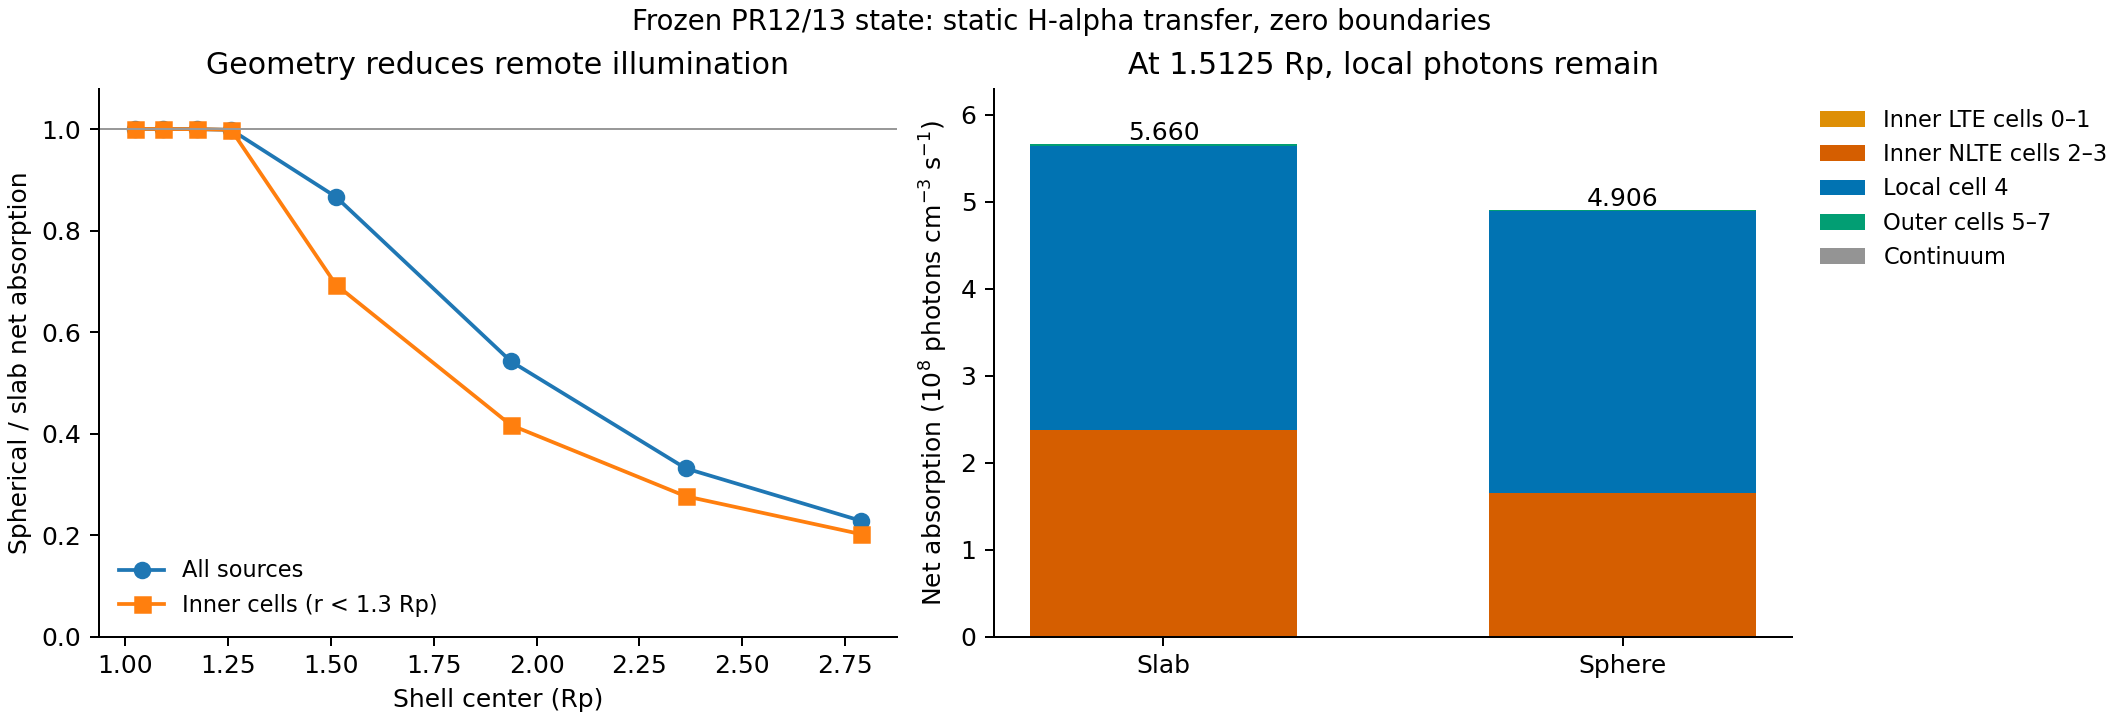 Frozen PR12/13 state: static H-alpha transfer, zero boundaries
Geometry reduces remote illumination
Spherical / slab net absorption
1.0
0.8
0.6
0.4
0.2
0.0
All sources
Inner cells (r < 1.3 Rp)
1.00 1.25 1.50 1.75 2.00 2.25 2.50 2.75
Shell center (Rp)
At 1.5125 Rp, local photons remain
Net absorption (10⁸ photons cm⁻³ s⁻¹)
6
5
4
3
2
1
0
5.660
4.906
Slab Sphere
Inner LTE cells 0–1
Inner NLTE cells 2–3
Local cell 4
Outer cells 5–7
Continuum